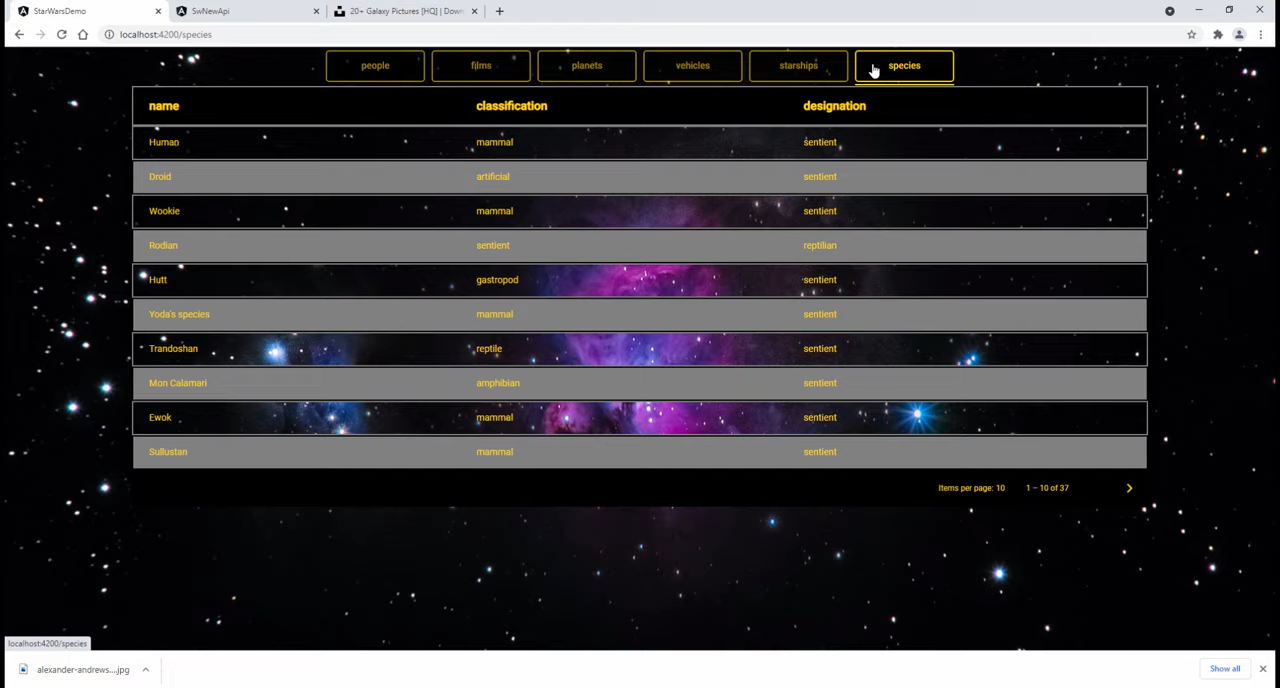 StarWarsDemo
SwNewApi
20+ Galaxy Pictures [HQ] | Down
localhost:4200/species
people films planets vehicles starships species
name classification designation
Human mammal sentient
Droid artificial sentient
Wookie mammal sentient
Rodian sentient reptilian
Hutt gastropod sentient
Yoda's species mammal sentient
Trandoshan reptile sentient
Mon Calamari amphibian sentient
Ewok mammal sentient
Sullustan mammal sentient
Items per page: 10 1 – 10 of 37
localhost:4200/species
alexander-andrews....jpg
Show all